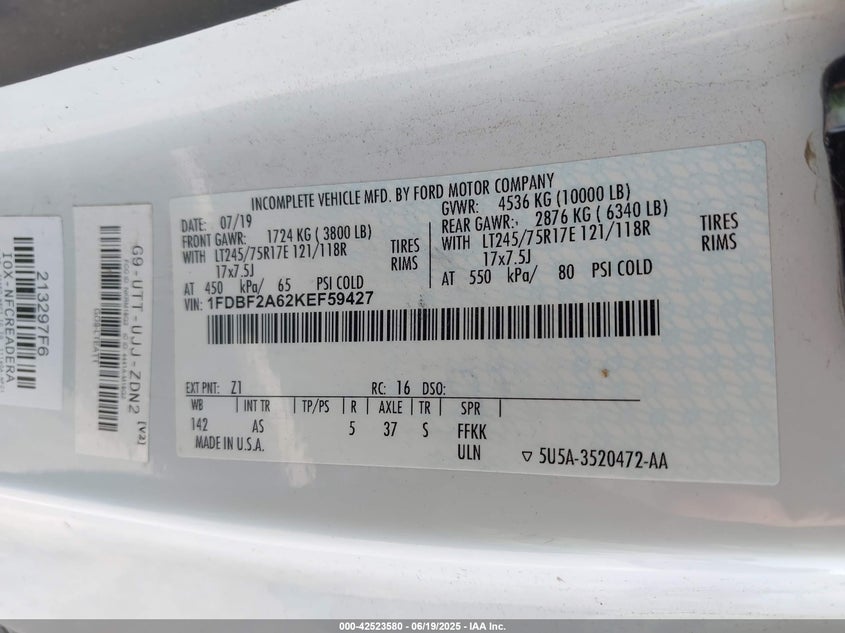 INCOMPLETE VEHICLE MFD. BY FORD MOTOR COMPANY
DATE: 07/19
GVWR: 4536 KG (10000 LB)
FRONT GAWR: 1724 KG ( 3800 LB)
REAR GAWR: 2876 KG ( 6340 LB)
WITH LT245/75R17E 121/118R TIRES
WITH LT245/75R17E 121/118R TIRES
17x7.5J RIMS
17x7.5J RIMS
AT 450 kPa/ 65 PSI COLD
AT 550 kPa/ 80 PSI COLD
VIN: 1FDBF2A62KEF59427
EXT PNT: Z1 RC: 16 DSO:
WB INT TR TP/PS R AXLE TR SPR
142 AS 5 37 S FFKK
MADE IN U.S.A. ULN
5U5A-3520472-AA
G9-UTT-UJU-ZDN2 [V2]
213297F6
IOX-NFCREADERA
000-42523580 - 06/19/2025 - IAA Inc.